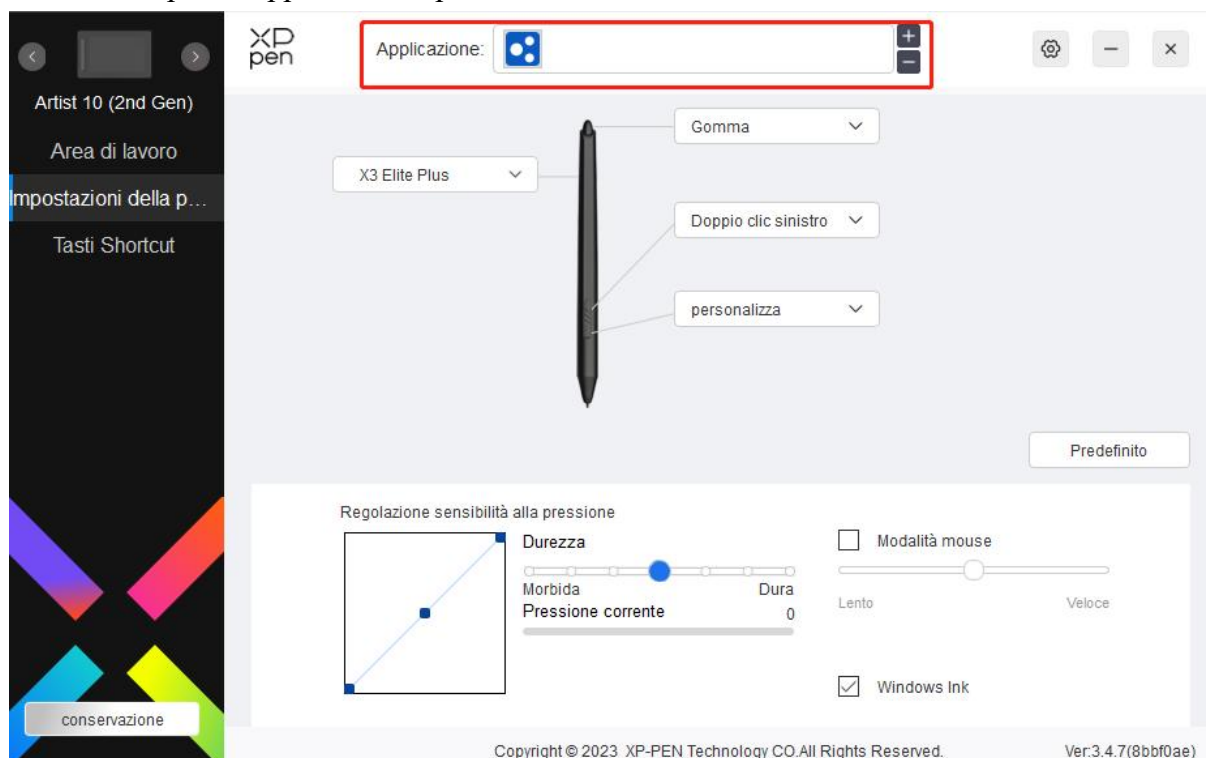 XP
pen
Applicazione:
Artist 10 (2nd Gen)
Area di lavoro
Impostazioni della p...
Tasti Shortcut
Gomma
X3 Elite Plus
Doppio clic sinistro
personalizza
Predefinito
Regolazione sensibilità alla pressione
Durezza
Morbida Dura
Pressione corrente 0
Modalità mouse
Lento Veloce
Windows Ink
conservazione
Copyright © 2023 XP-PEN Technology CO.All Rights Reserved. Ver:3.4.7(8bbf0ae)